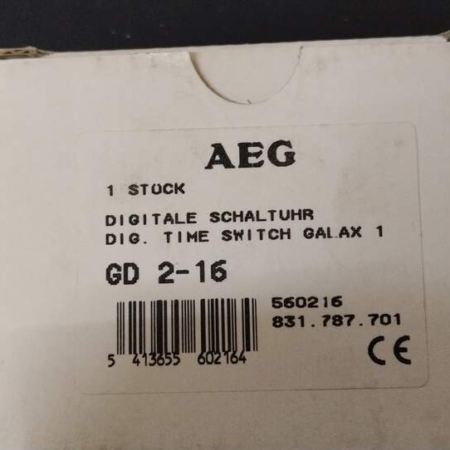 AEG
1 STÜCK
DIGITALE SCHALTUHR
DIG. TIME SWITCH GALAX 1
GD 2-16
560216
831.787.701
5 413655 602164
CE